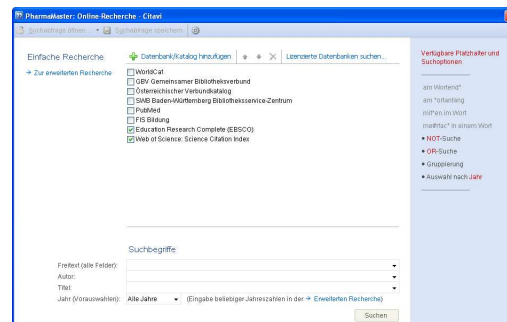 PharmaMaster: Online-Recherche - Citavi
Suchabfrage öffnen Suchabfrage speichern
Einfache Recherche
→ Zur erweiterten Recherche
Datenbank/Katalog hinzufügen Lizenzierte Datenbanken suchen...
WorldCat
GBV Gemeinsamer Bibliotheksverbund
Österreichischer Verbundkatalog
SWB Baden-Württemberg Bibliotheksservice-Zentrum
PubMed
FIS Bildung
Education Research Complete (EBSCO)
Web of Science: Science Citation Index
Suchbegriffe
Freitext (alle Felder):
Autor:
Titel:
Jahr (Vorauswahlen): Alle Jahre (Eingabe beliebiger Jahreszahlen in der → Erweiterten Recherche)
Suchen
Verfügbare Platzhalter und
Suchoptionen
am Wortend*
am *ortanfang
mit*en im Wort
in einem Wort
• NOT-Suche
• OR-Suche
• Gruppierung
• Auswahl nach Jahr